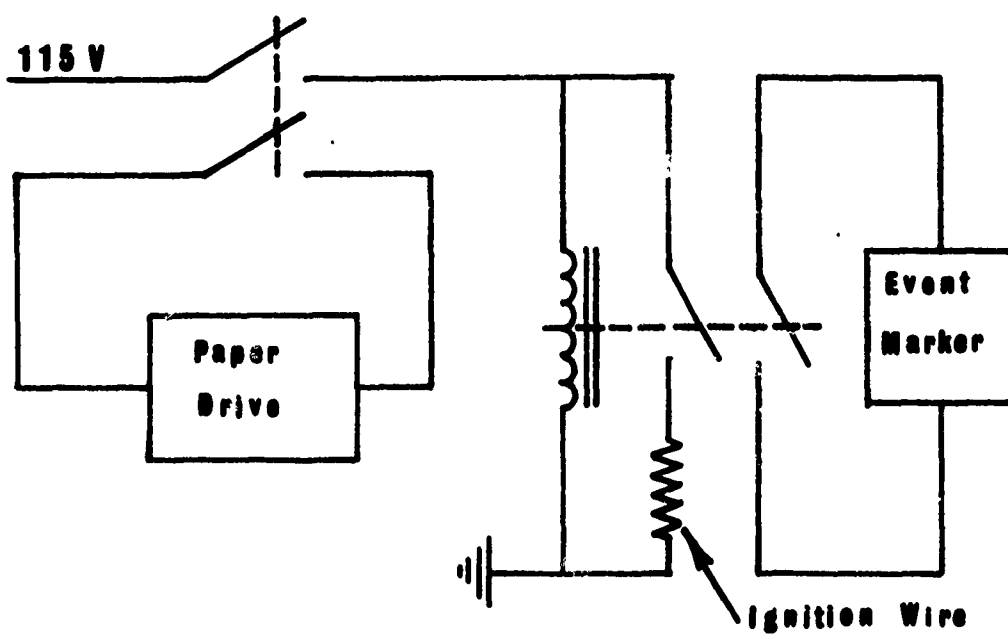 115 V
Paper
Drive
Event
Marker
Ignition Wire